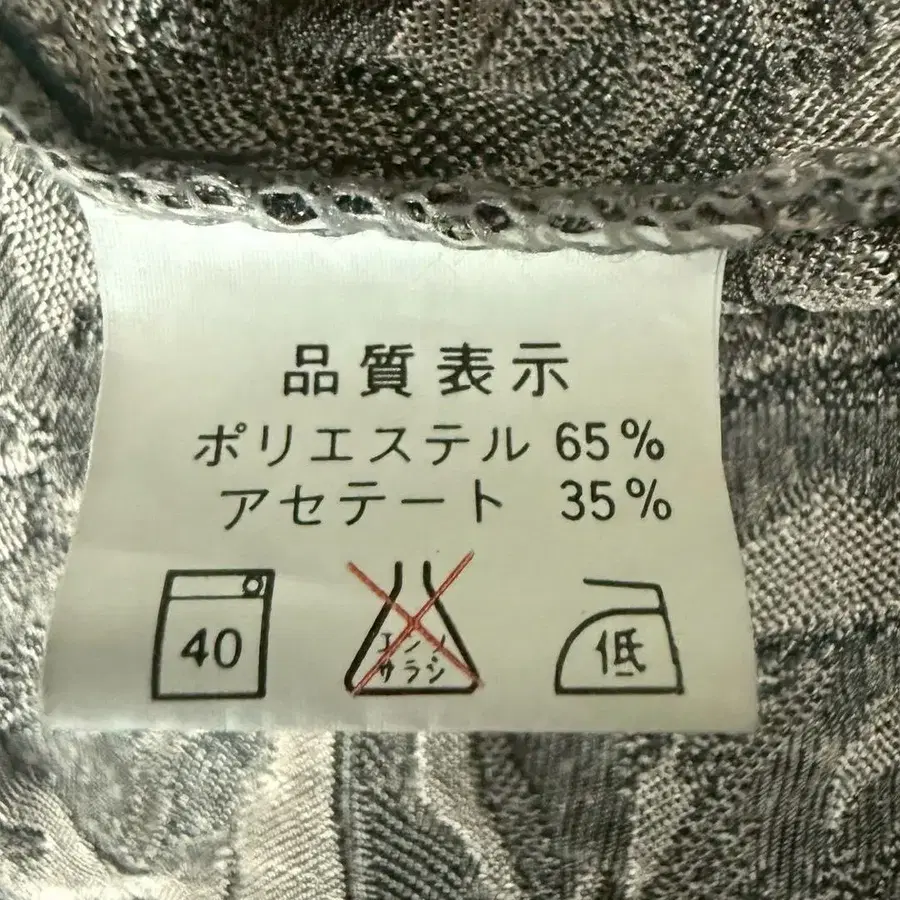 品質表示
ポリエステル 65%
アセテート 35%
40
エンソ
サラシ
低